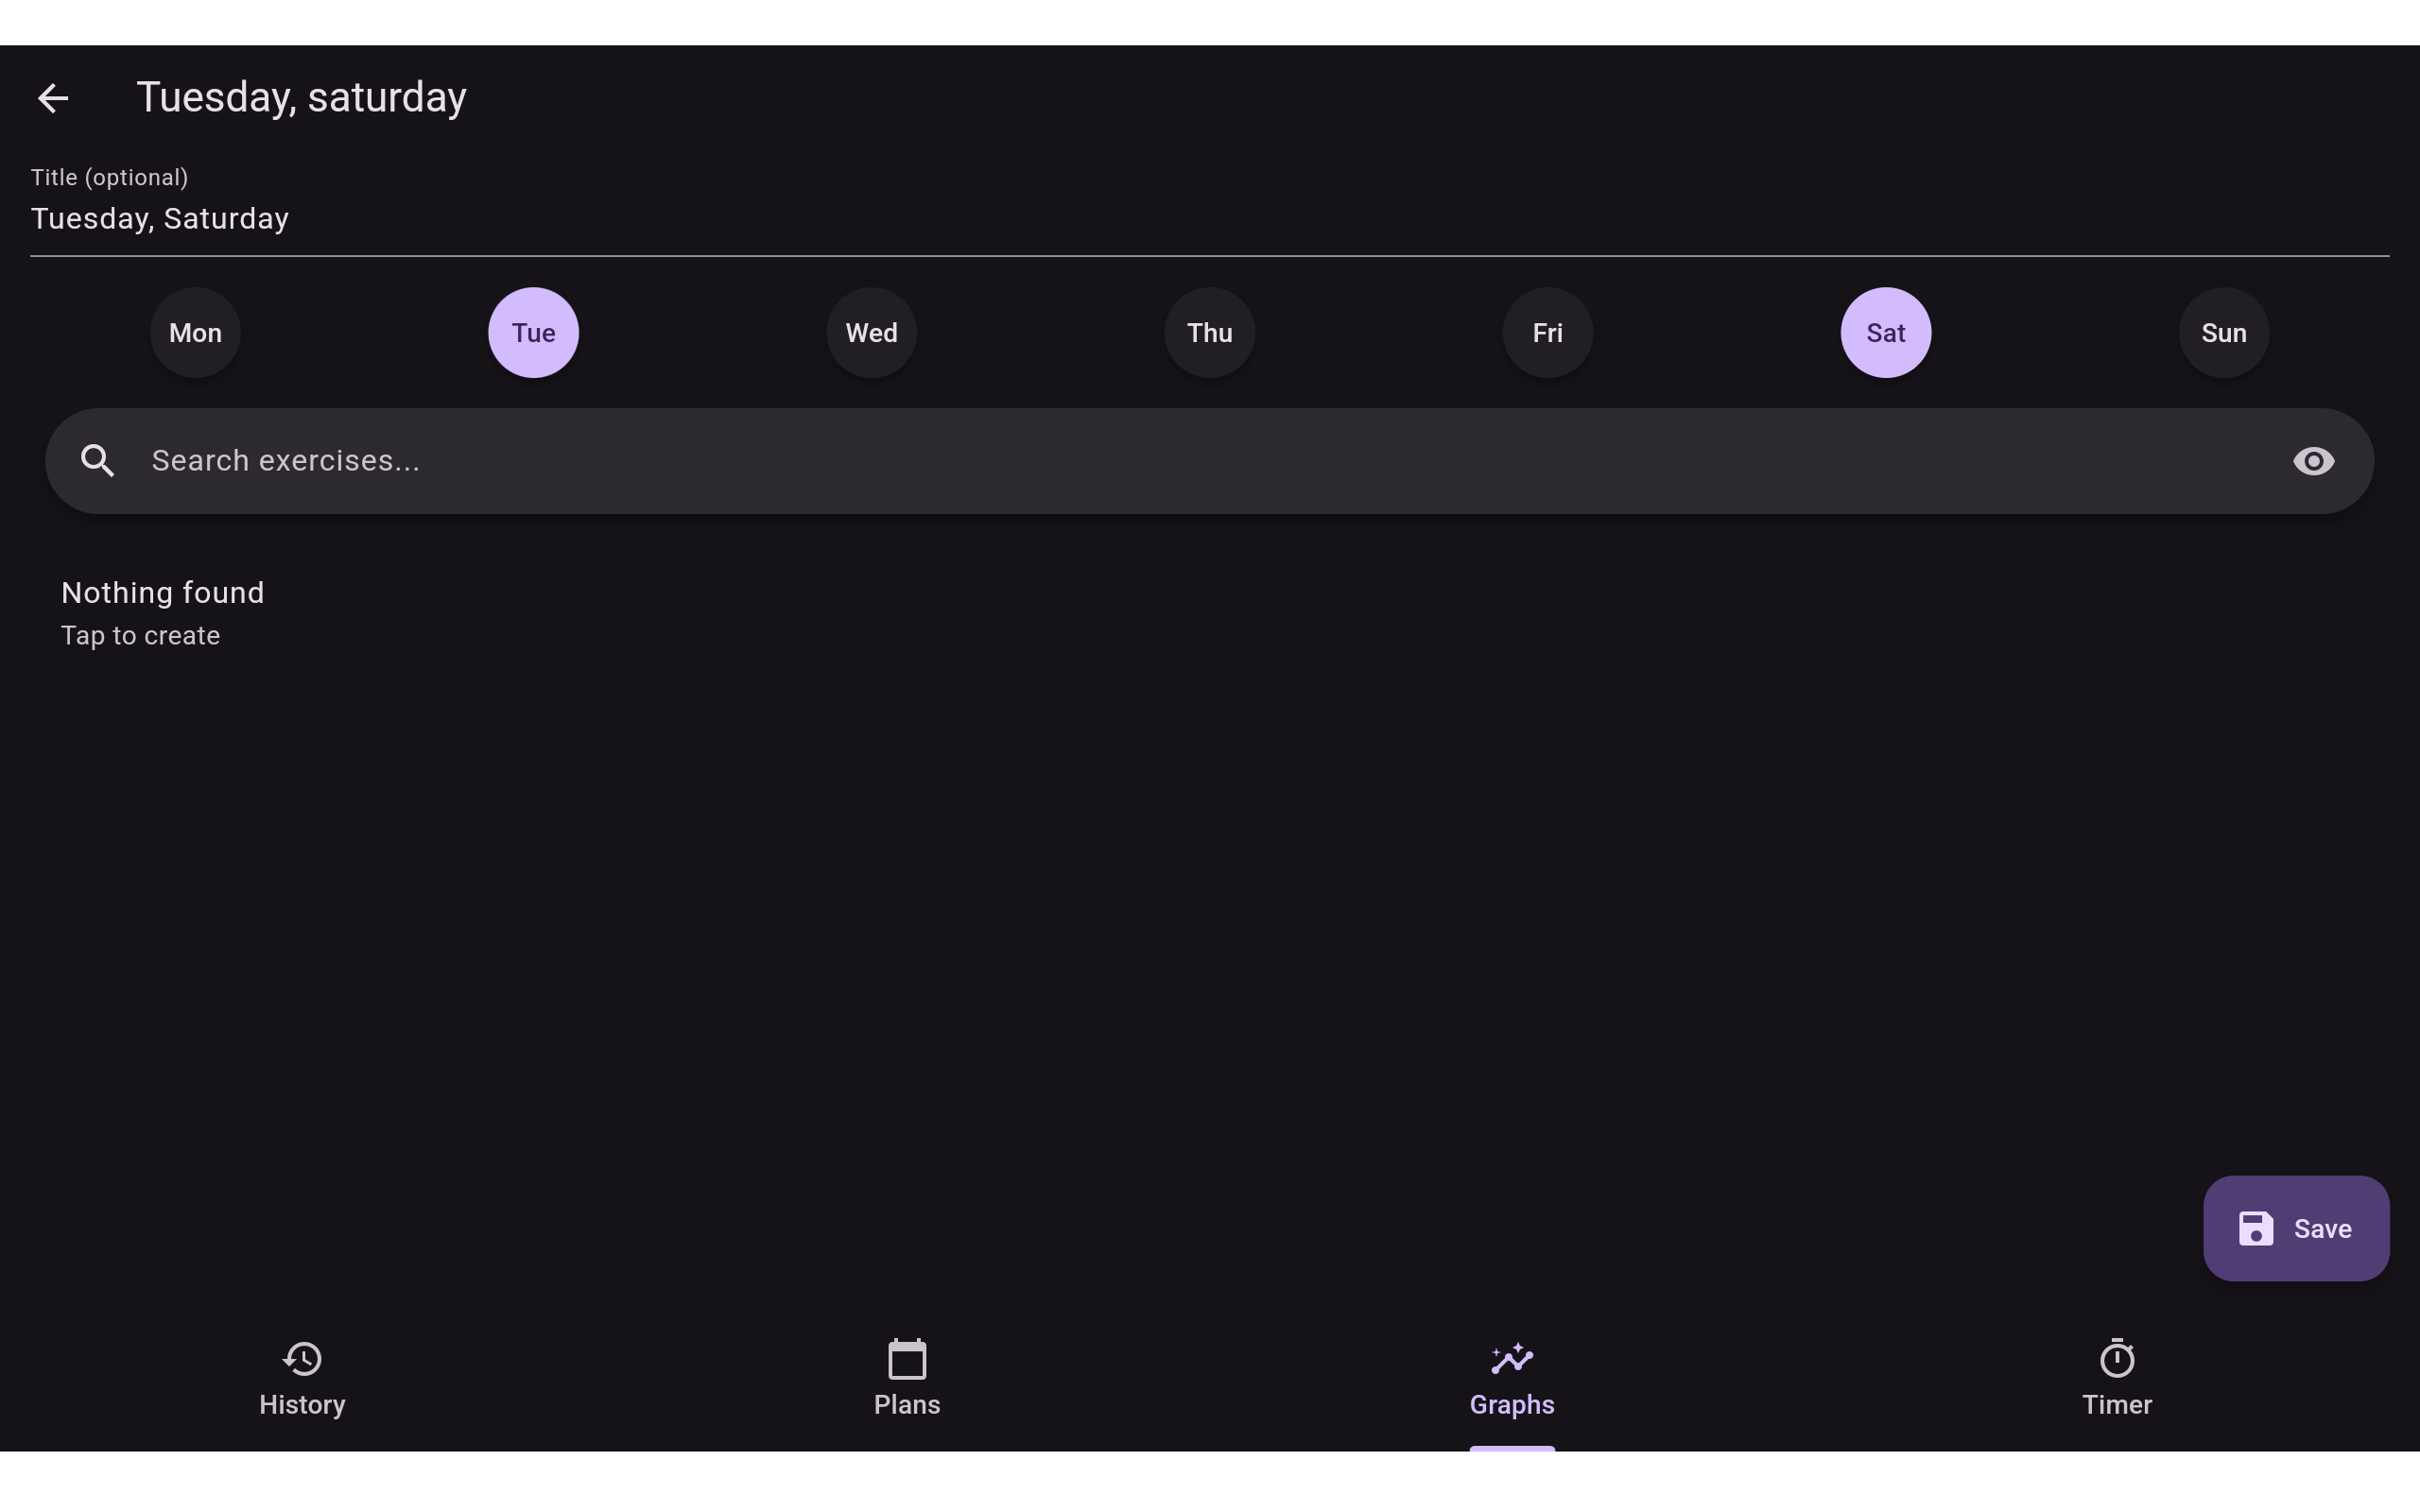 Tuesday, saturday
Title (optional)
Tuesday, Saturday
Mon Tue Wed Thu Fri Sat Sun
Search exercises...
Nothing found
Tap to create
Save
History Plans Graphs Timer